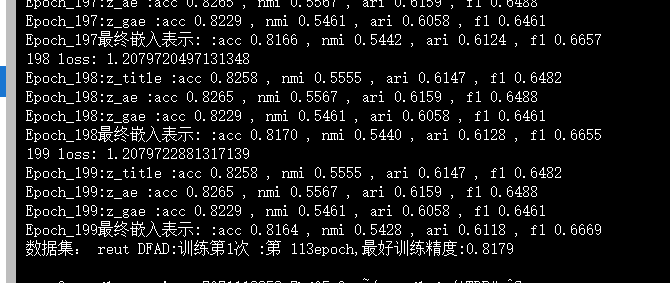 Epoch_197:z_ae :acc 0.8265 , nmi 0.5567 , ari 0.6159 , f1 0.6488
Epoch_197:z_gae :acc 0.8229 , nmi 0.5461 , ari 0.6058 , f1 0.6461
Epoch_197最终嵌入表示: :acc 0.8166 , nmi 0.5442 , ari 0.6124 , f1 0.6657
198 loss: 1.2079720497131348
Epoch_198:z_title :acc 0.8258 , nmi 0.5555 , ari 0.6147 , f1 0.6482
Epoch_198:z_ae :acc 0.8265 , nmi 0.5567 , ari 0.6159 , f1 0.6488
Epoch_198:z_gae :acc 0.8229 , nmi 0.5461 , ari 0.6058 , f1 0.6461
Epoch_198最终嵌入表示: :acc 0.8170 , nmi 0.5440 , ari 0.6128 , f1 0.6655
199 loss: 1.2079722881317139
Epoch_199:z_title :acc 0.8258 , nmi 0.5555 , ari 0.6147 , f1 0.6482
Epoch_199:z_ae :acc 0.8265 , nmi 0.5567 , ari 0.6159 , f1 0.6488
Epoch_199:z_gae :acc 0.8229 , nmi 0.5461 , ari 0.6058 , f1 0.6461
Epoch_199最终嵌入表示: :acc 0.8164 , nmi 0.5428 , ari 0.6118 , f1 0.6669
数据集： reut DFAD:训练第1次 :第 113epoch,最好训练精度:0.8179